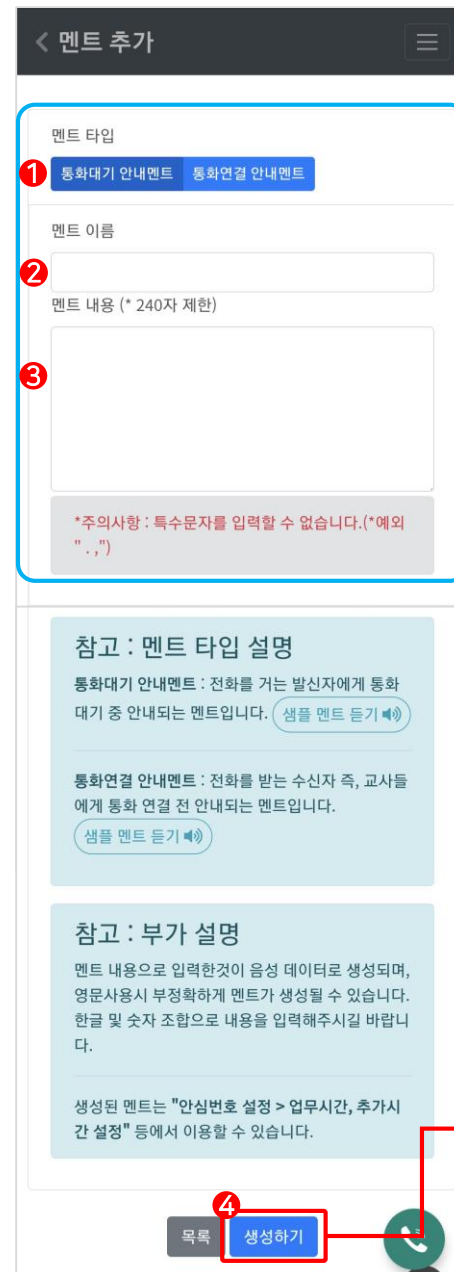 멘트 추가
멘트 타입
1 통화대기 안내멘트 통화연결 안내멘트
멘트 이름
2
멘트 내용 (* 240자 제한)
3
*주의사항 : 특수문자를 입력할 수 없습니다.(*예외
" . ,")
참고 : 멘트 타입 설명
통화대기 안내멘트 : 전화를 거는 발신자에게 통화
대기 중 안내되는 멘트입니다. 샘플 멘트 듣기
통화연결 안내멘트 : 전화를 받는 수신자 즉, 교사들
에게 통화 연결 전 안내되는 멘트입니다.
샘플 멘트 듣기
참고 : 부가 설명
멘트 내용으로 입력한것이 음성 데이터로 생성되며,
영문사용시 부정확하게 멘트가 생성될 수 있습니다.
한글 및 숫자 조합으로 내용을 입력해주시길 바랍니
다.
생성된 멘트는 "안심번호 설정 > 업무시간, 추가시
간 설정" 등에서 이용할 수 있습니다.
4
목록 생성하기